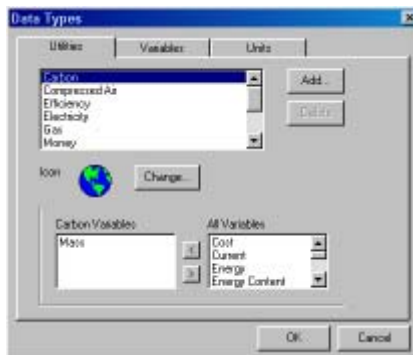 Data Types
Utilities Variables Units
Carbon
Compressed Air
Efficiency
Electricity
Gas
Money
Add...
Delete
Icon
Change...
Carbon Variables
Mass
<
>
All Variables
Cost
Current
Energy
Energy Content
OK Cancel